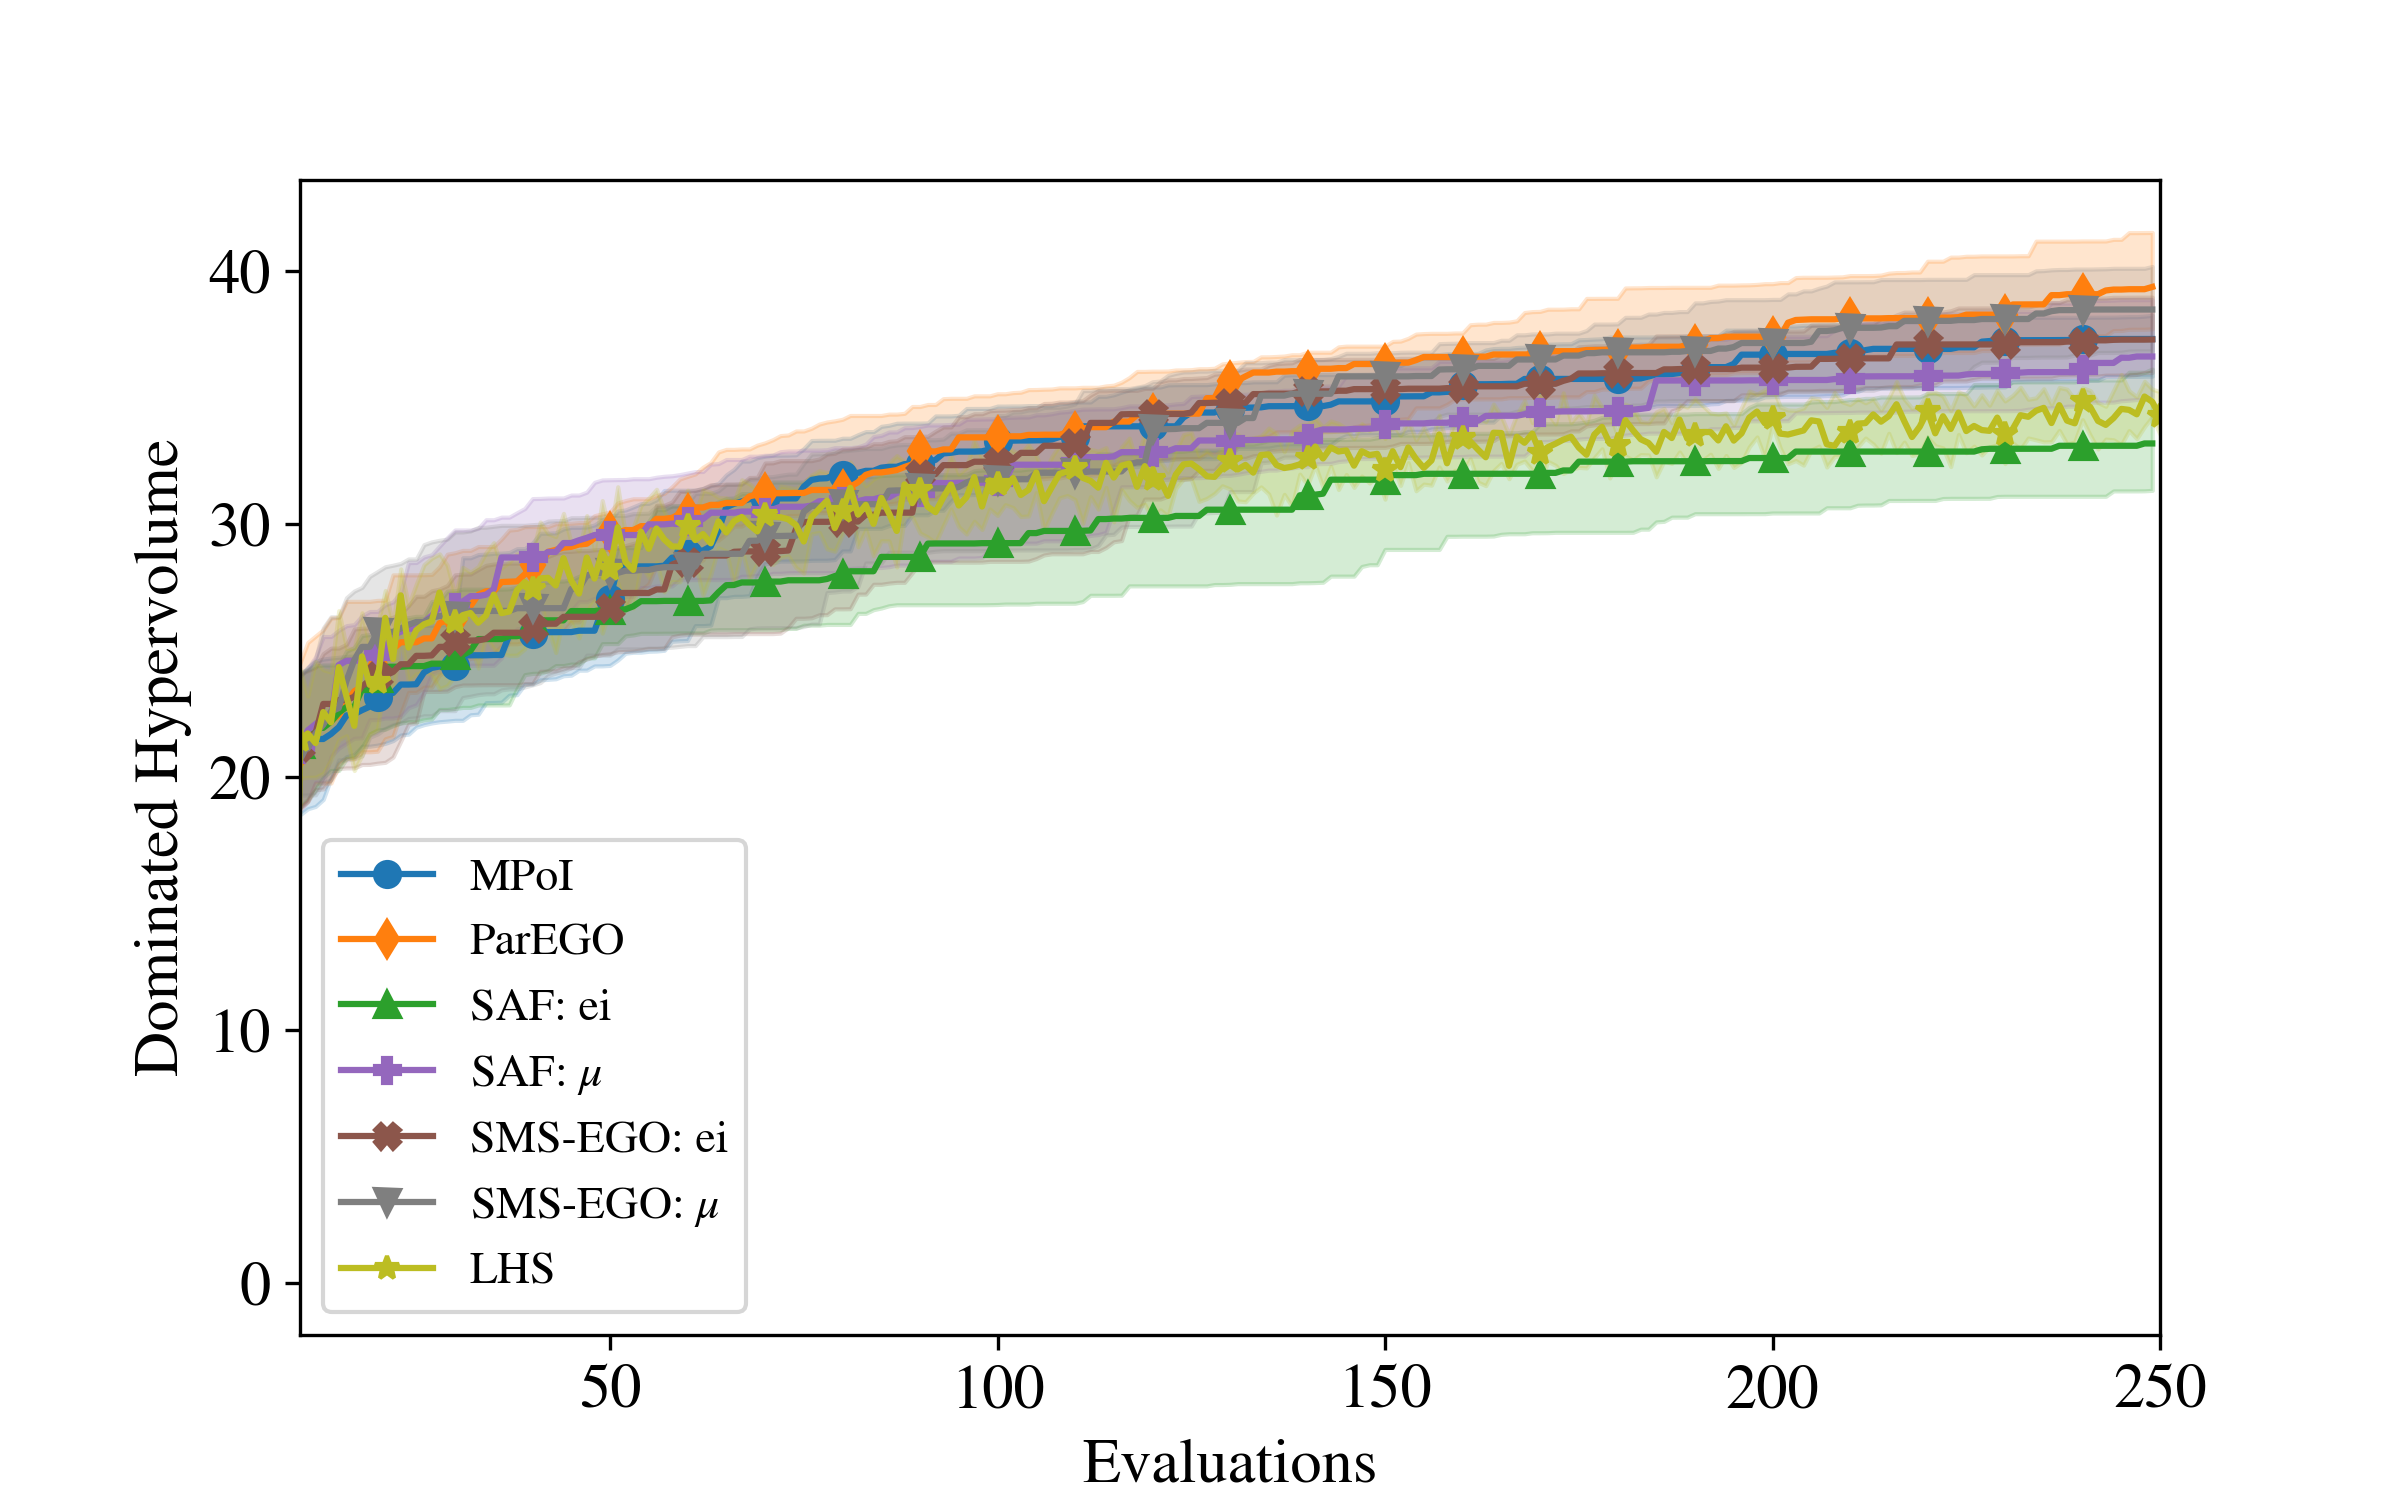 Dominated Hypervolume
40
30
20
10
0
MPoI
ParEGO
SAF: ei
SAF: μ
SMS-EGO: ei
SMS-EGO: μ
LHS
50
100
150
200
250
Evaluations